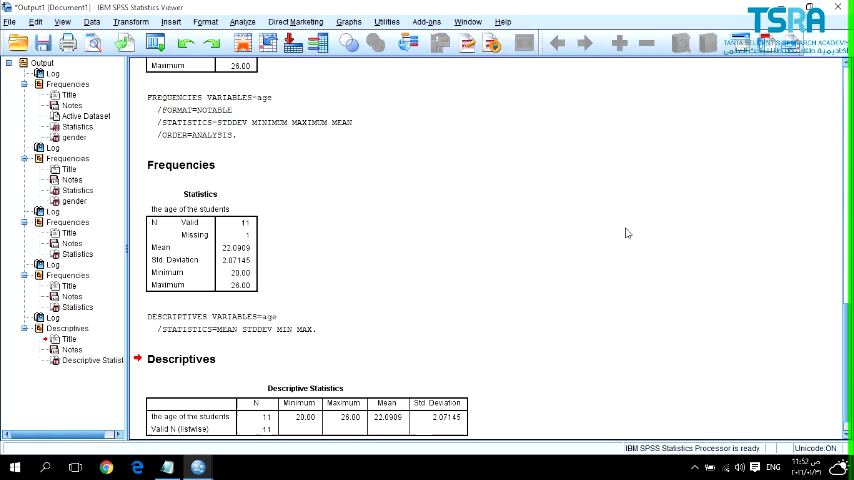 *Output1 [Document1] - IBM SPSS Statistics Viewer
File Edit View Data Transform Insert Format Analyze Direct Marketing Graphs Utilities Add-ons Window Help
TSRA
TANTA STUDENTS RESEARCH ACADEMY
Output
Log
Frequencies
Title
Notes
Active Dataset
Statistics
gender
Log
Frequencies
Title
Notes
Statistics
gender
Log
Frequencies
Title
Notes
Statistics
Log
Frequencies
Title
Notes
Statistics
Log
Descriptives
Title
Notes
Descriptive Statist
Maximum 26.00
FREQUENCIES VARIABLES=age
/FORMAT=NOTABLE
/STATISTICS=STDDEV MINIMUM MAXIMUM MEAN
/ORDER=ANALYSIS.
Frequencies
Statistics
the age of the students
N Valid 11
Missing 1
Mean 22.0909
Std. Deviation 2.07145
Minimum 20.00
Maximum 26.00
DESCRIPTIVES VARIABLES=age
/STATISTICS=MEAN STDDEV MIN MAX.
Descriptives
Descriptive Statistics
N Minimum Maximum Mean Std. Deviation
the age of the students 11 20.00 26.00 22.0909 2.07145
Valid N (listwise) 11
IBM SPSS Statistics Processor is ready Unicode:ON
ENG
11:52 ص